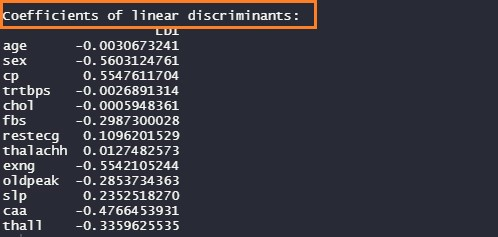 Coefficients of linear discriminants:
LD1
age -0.0030673241
sex -0.5603124761
cp 0.5547611704
trtbps -0.0026891314
chol -0.0005948361
fbs -0.2987300028
restecg 0.1096201529
thalachh 0.0127482573
exng -0.5542105244
oldpeak -0.2853734363
slp 0.2352518270
caa -0.4766453931
thall -0.3359625535